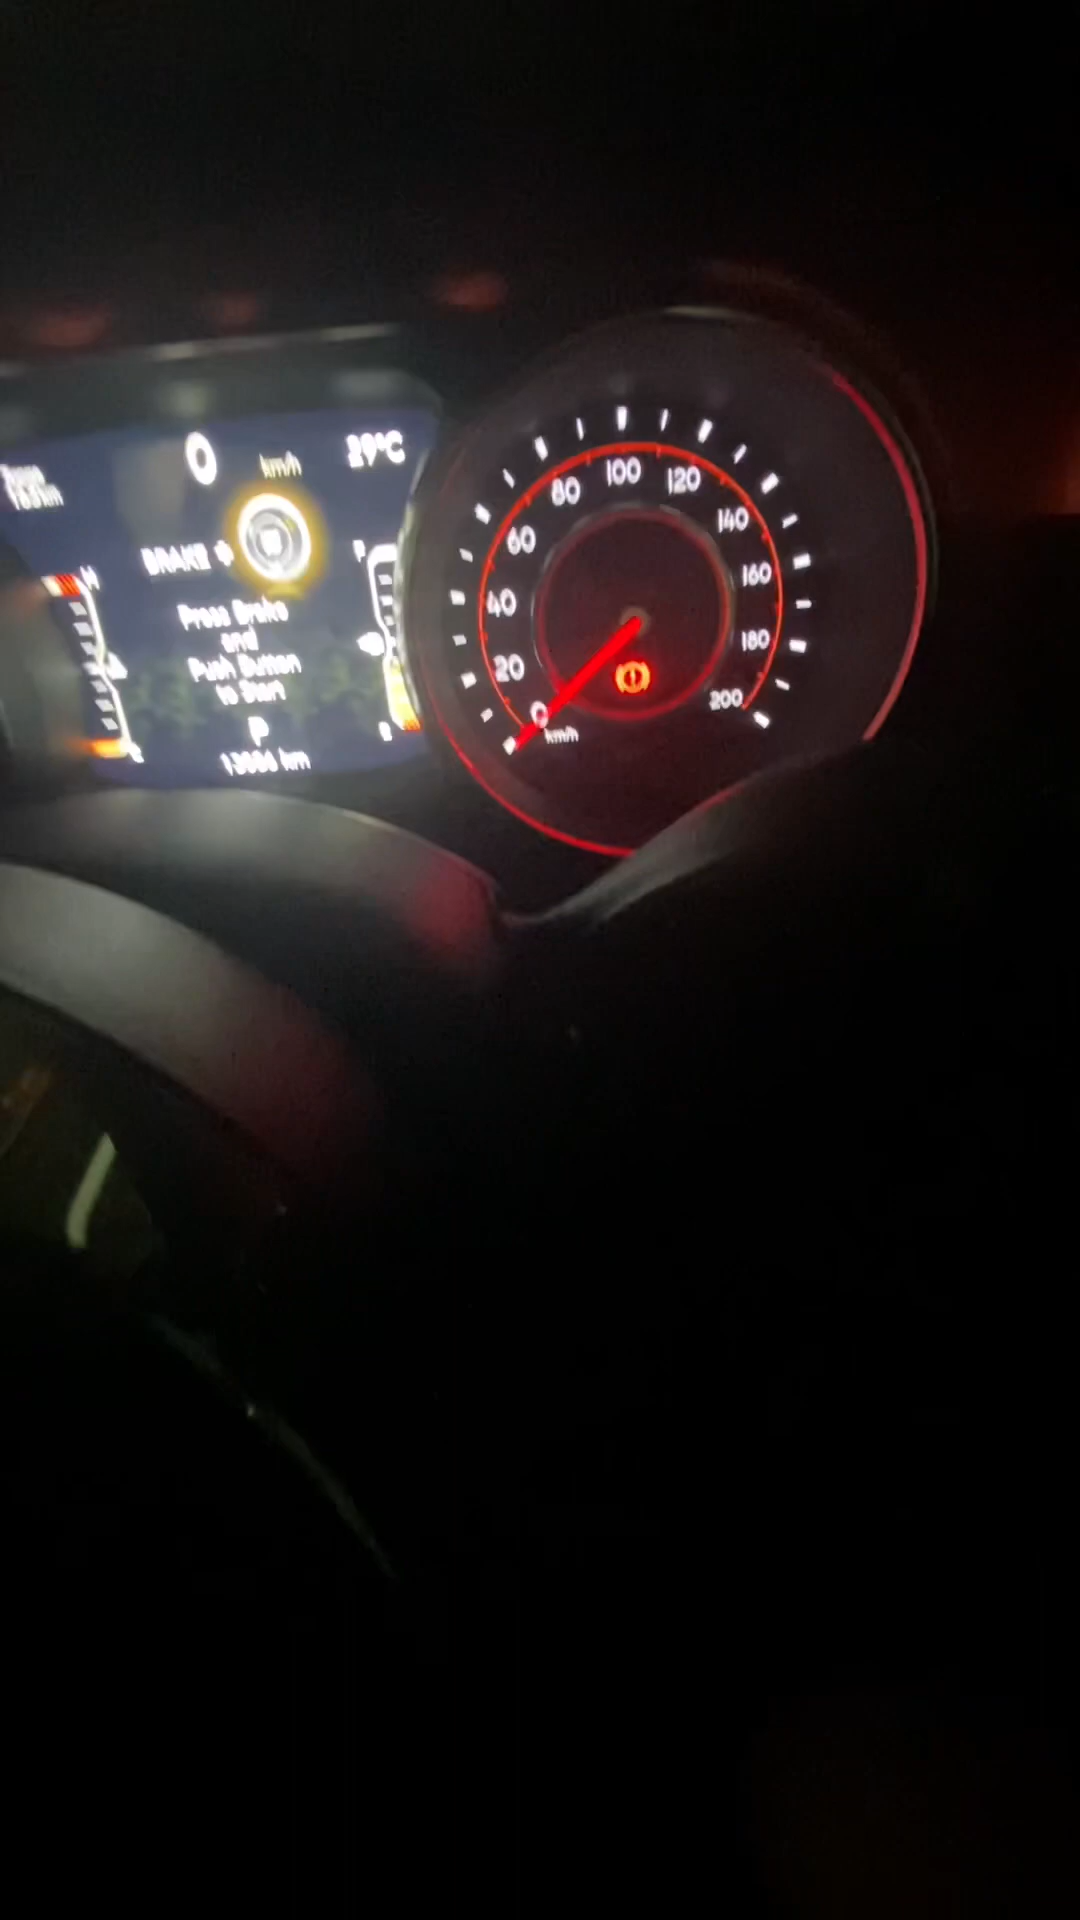 0
km/h
29°C
BRAKE +
Press Brake
and
Push Button
to Start
P
H
C
F
E
0
20
40
60
80
100
120
140
160
180
200
km/h